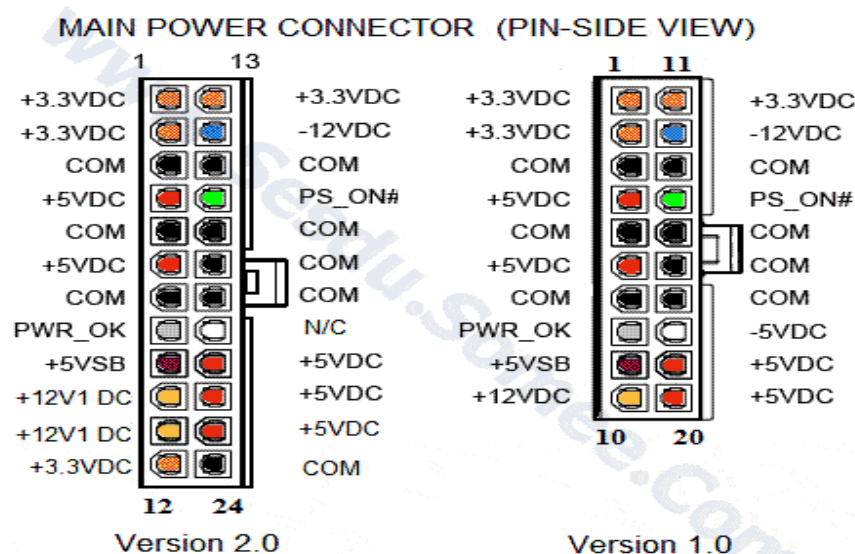 MAIN POWER CONNECTOR (PIN-SIDE VIEW)
1 13
+3.3VDC +3.3VDC
+3.3VDC -12VDC
COM COM
+5VDC PS_ON#
COM COM
+5VDC COM
COM COM
PWR_OK N/C
+5VSB +5VDC
+12V1 DC +5VDC
+12V1 DC +5VDC
+3.3VDC COM
12 24
Version 2.0
1 11
+3.3VDC +3.3VDC
+3.3VDC -12VDC
COM COM
+5VDC PS_ON#
COM COM
+5VDC COM
COM COM
PWR_OK -5VDC
+5VSB +5VDC
+12VDC +5VDC
10 20
Version 1.0